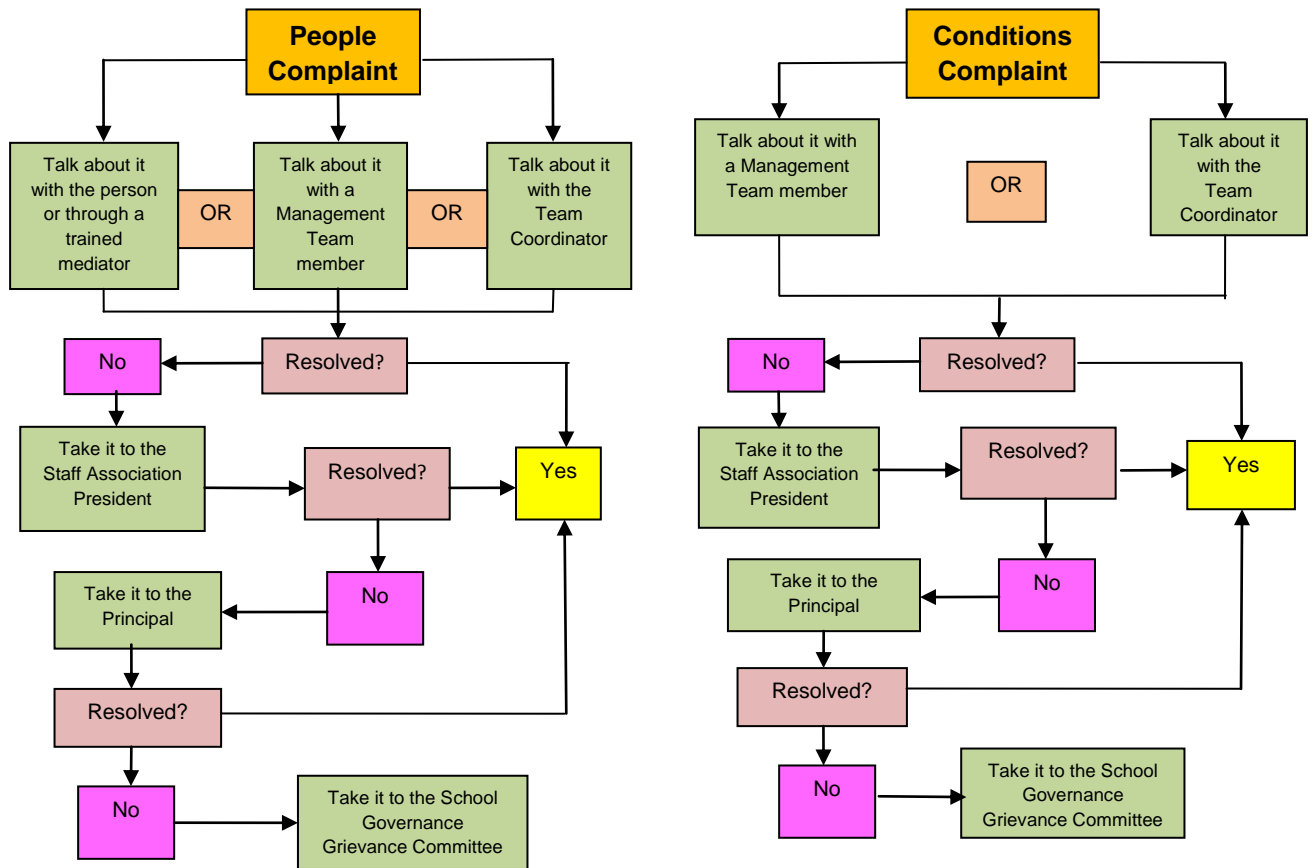 People
Complaint
Talk about it
with the person
or through a
trained
mediator
OR
Talk about it
with a
Management
Team
member
OR
Talk about it
with the
Team
Coordinator
Resolved?
No
Take it to the
Staff Association
President
Resolved?
Yes
No
Take it to the
Principal
Resolved?
No
Take it to the School
Governance
Grievance Committee
Conditions
Complaint
Talk about it with
a Management
Team member
OR
Talk about it
with the
Team
Coordinator
Resolved?
No
Take it to the
Staff Association
President
Resolved?
Yes
No
Take it to the
Principal
Resolved?
No
Take it to the School
Governance
Grievance Committee